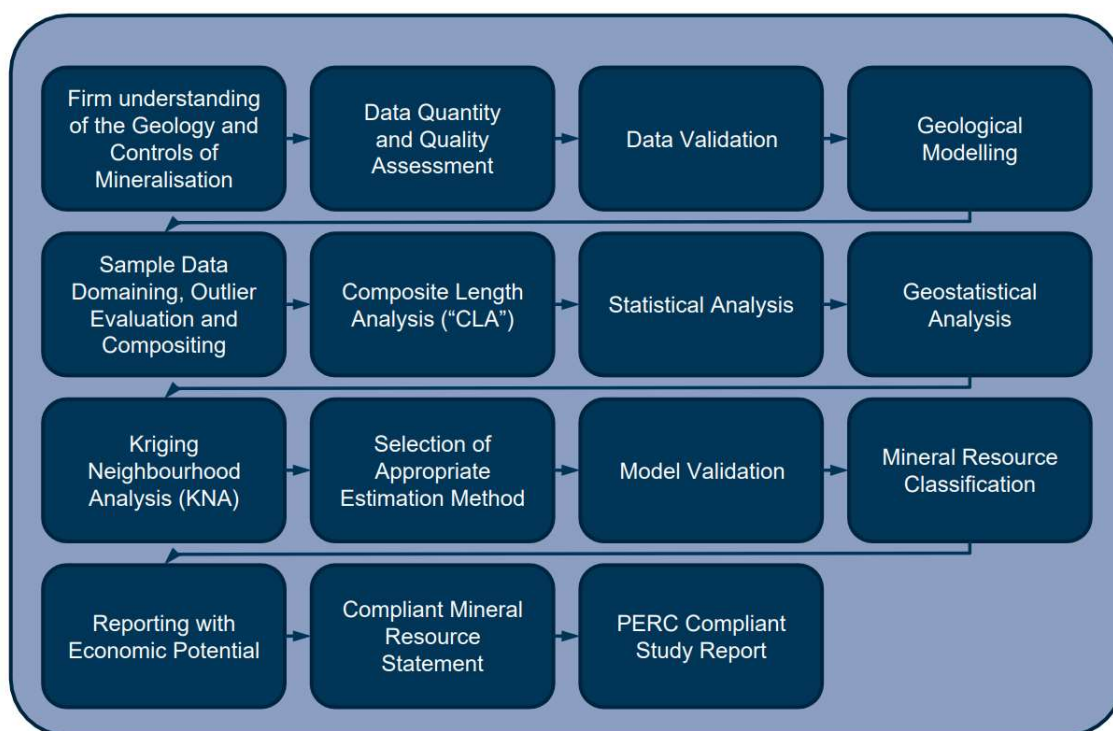 Firm understanding
of the Geology and
Controls of
Mineralisation
Data Quantity
and Quality
Assessment
Data Validation
Geological
Modelling
Sample Data
Domaining, Outlier
Evaluation and
Compositing
Composite Length
Analysis (“CLA”)
Statistical Analysis
Geostatistical
Analysis
Kriging
Neighbourhood
Analysis (KNA)
Selection of
Appropriate
Estimation Method
Model Validation
Mineral Resource
Classification
Reporting with
Economic Potential
Compliant Mineral
Resource
Statement
PERC Compliant
Study Report